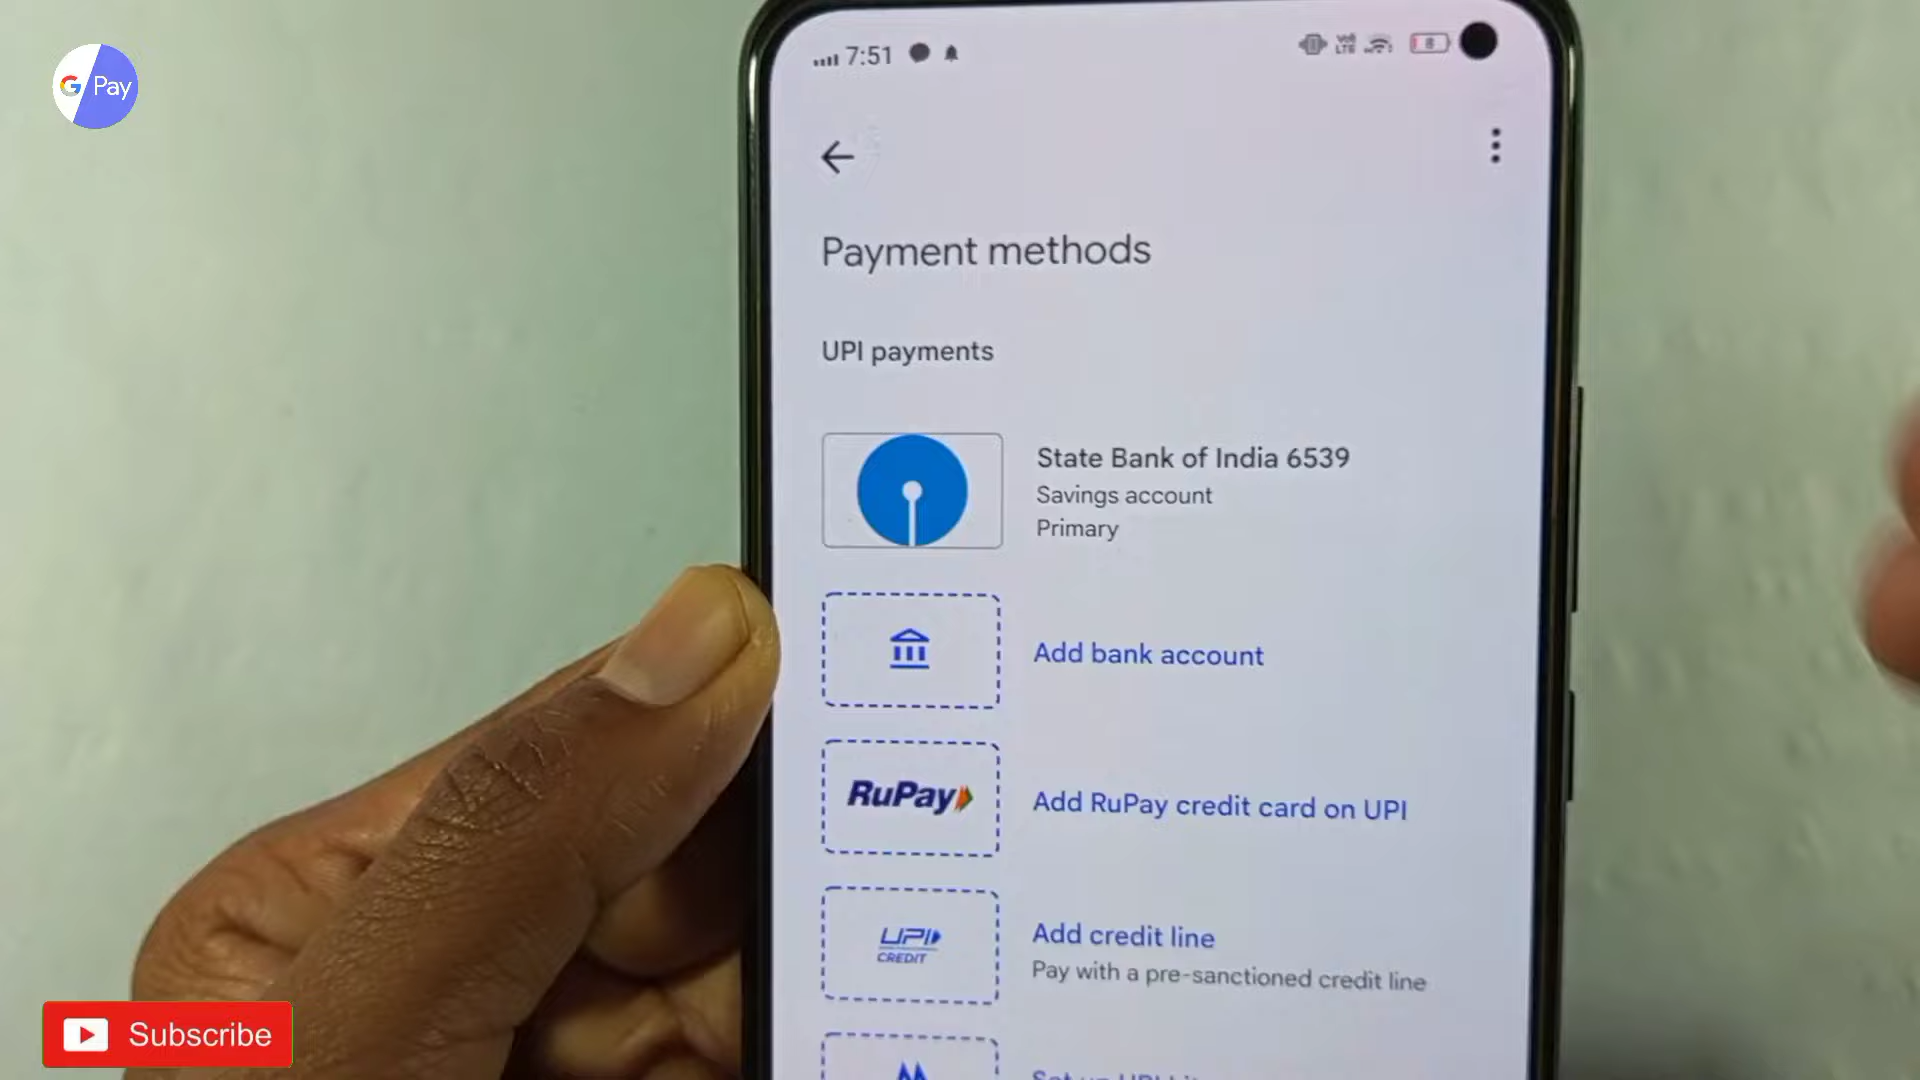 G Pay
7:51
8
Payment methods
UPI payments
State Bank of India 6539
Savings account
Primary
Add bank account
RuPay
Add RuPay credit card on UPI
UPI
CREDIT
Add credit line
Pay with a pre-sanctioned credit line
Subscribe